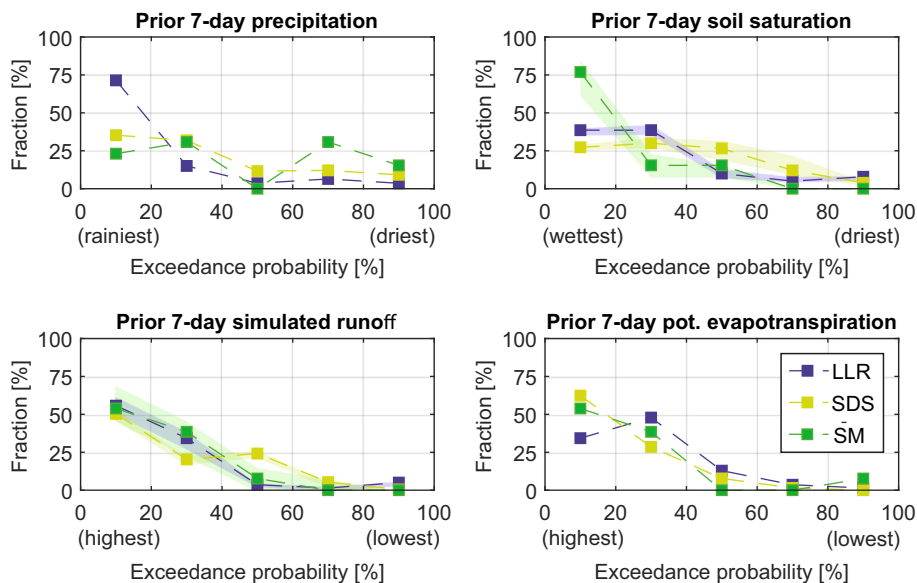 Prior 7-day precipitation
100
75
50
25
0
Fraction [%]
0 20 40 60 80 100
(rainiest) (driest)
Exceedance probability [%]
Prior 7-day soil saturation
100
75
50
25
0
Fraction [%]
0 20 40 60 80 100
(wettest) (driest)
Exceedance probability [%]
Prior 7-day simulated runoff
100
75
50
25
0
Fraction [%]
0 20 40 60 80 100
(highest) (lowest)
Exceedance probability [%]
Prior 7-day pot. evapotranspiration
100
75
50
25
0
Fraction [%]
LLR
SDS
SM
0 20 40 60 80 100
(highest) (lowest)
Exceedance probability [%]